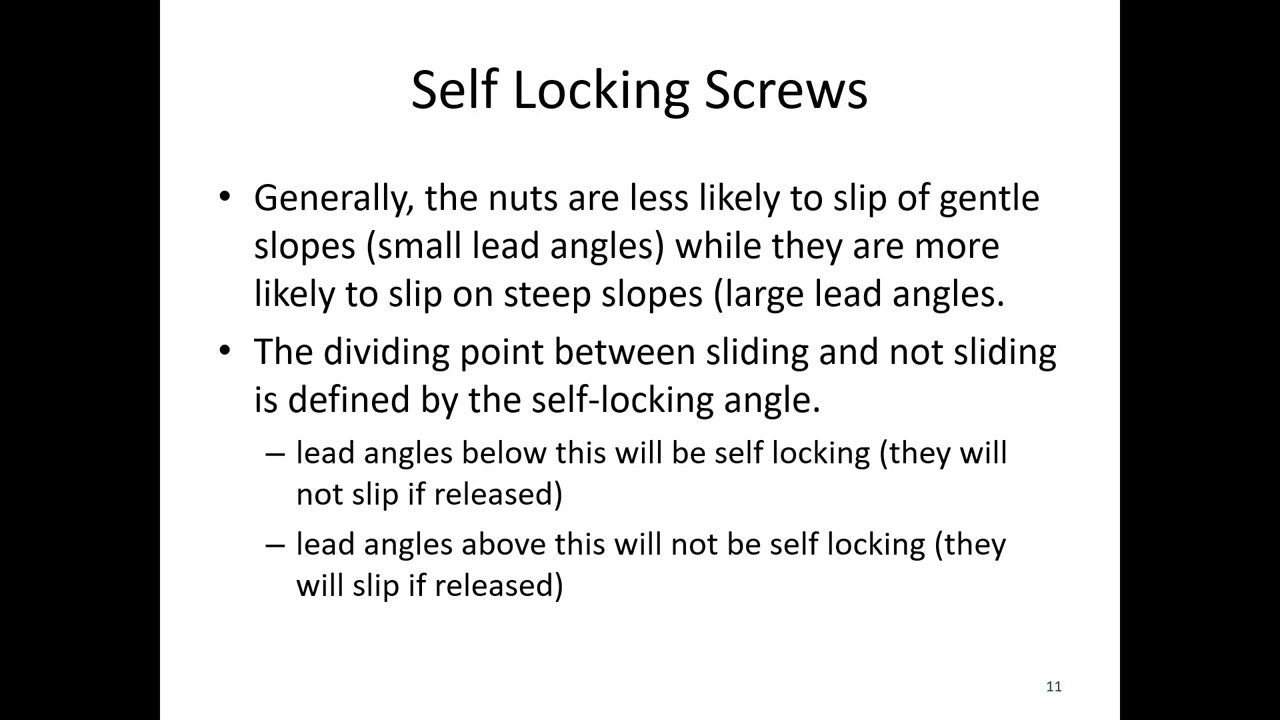 Self Locking Screws
• Generally, the nuts are less likely to slip of gentle
slopes (small lead angles) while they are more
likely to slip on steep slopes (large lead angles.
• The dividing point between sliding and not sliding
is defined by the self-locking angle.
– lead angles below this will be self locking (they will
not slip if released)
– lead angles above this will not be self locking (they
will slip if released)
11